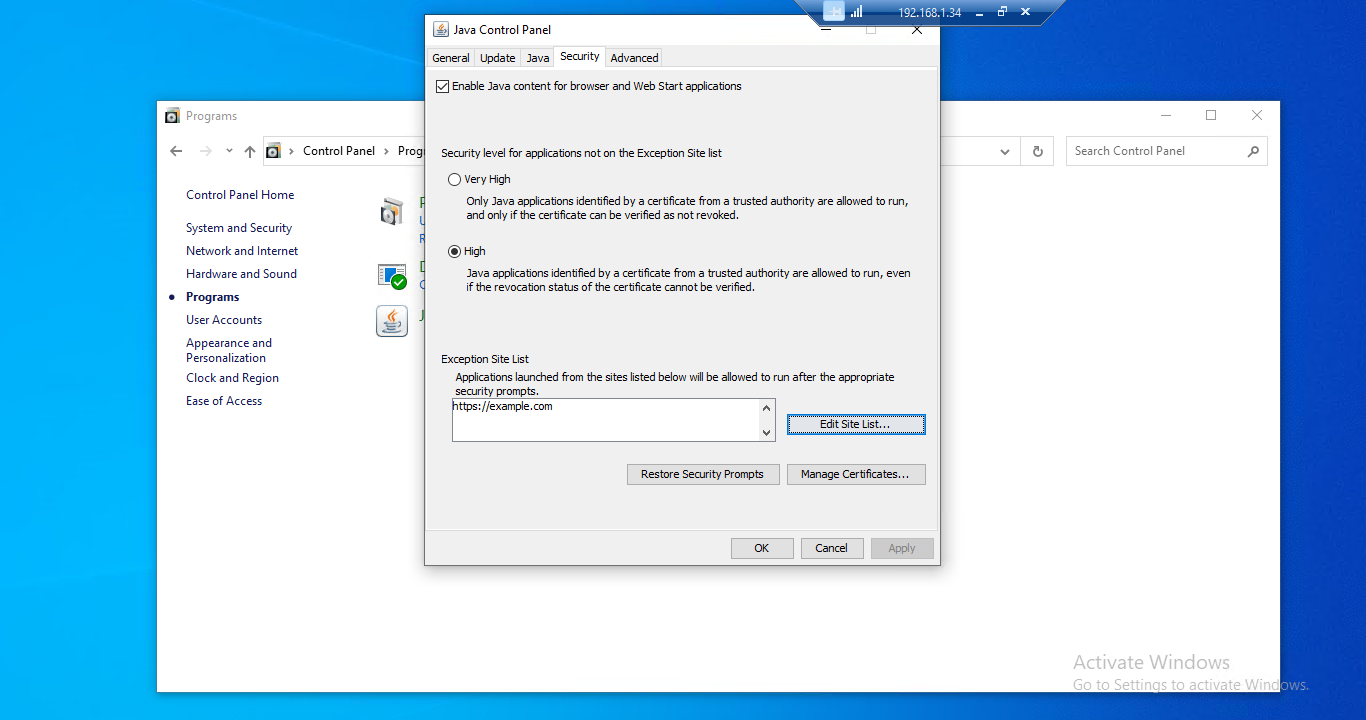 192.168.1.34
Java Control Panel
General Update Java Security Advanced
Enable Java content for browser and Web Start applications
Programs
Control Panel Prog
Search Control Panel
Security level for applications not on the Exception Site list
Very High
Only Java applications identified by a certificate from a trusted authority are allowed to run,
and only if the certificate can be verified as not revoked.
High
Java applications identified by a certificate from a trusted authority are allowed to run, even
if the revocation status of the certificate cannot be verified.
Control Panel Home
System and Security
Network and Internet
Hardware and Sound
Programs
User Accounts
Appearance and
Personalization
Clock and Region
Ease of Access
Exception Site List
Applications launched from the sites listed below will be allowed to run after the appropriate
security prompts.
https://example.com
Edit Site List...
Restore Security Prompts Manage Certificates...
OK Cancel Apply
Activate Windows
Go to Settings to activate Windows.